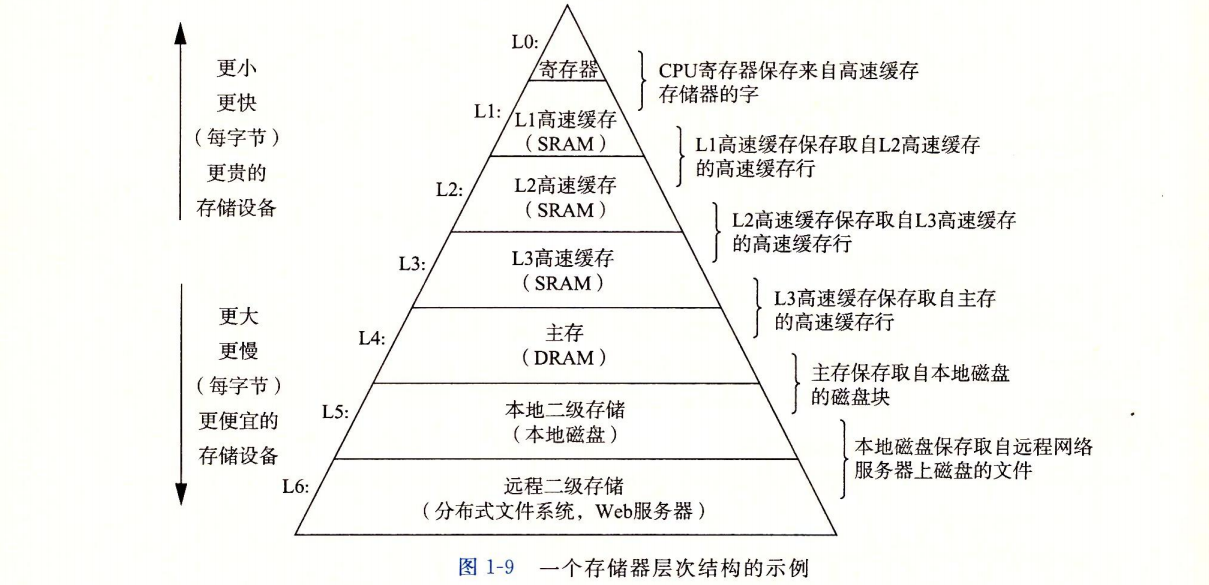 更小
更快
（每字节）
更贵的
存储设备
更大
更慢
（每字节）
更便宜的
存储设备
L0:
寄存器
CPU寄存器保存来自高速缓存
存储器的字
L1:
L1高速缓存
（SRAM）
L1高速缓存保存取自L2高速缓存
的高速缓存行
L2:
L2高速缓存
（SRAM）
L2高速缓存保存取自L3高速缓存
的高速缓存行
L3:
L3高速缓存
（SRAM）
L3高速缓存保存取自主存
的高速缓存行
L4:
主存
（DRAM）
主存保存取自本地磁盘
的磁盘块
L5:
本地二级存储
（本地磁盘）
本地磁盘保存取自远程网络
服务器上磁盘的文件
L6:
远程二级存储
（分布式文件系统，Web服务器）
图 1-9 一个存储器层次结构的示例